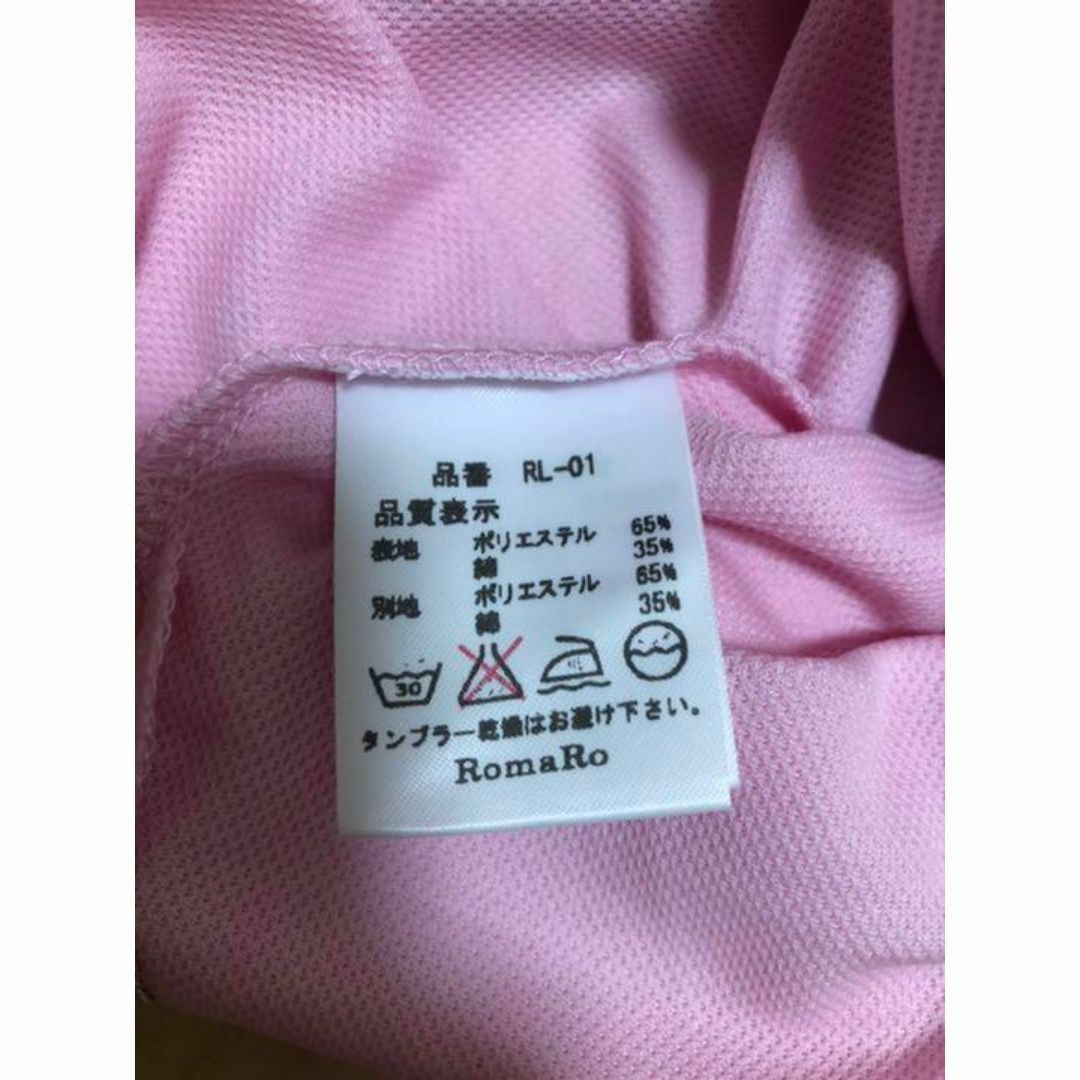 品番 RL-01
品質表示
表地 ポリエステル 65%
綿 35%
別地 ポリエステル 65%
綿 35%
30
タンブラー乾燥はお避け下さい。
RomaRo